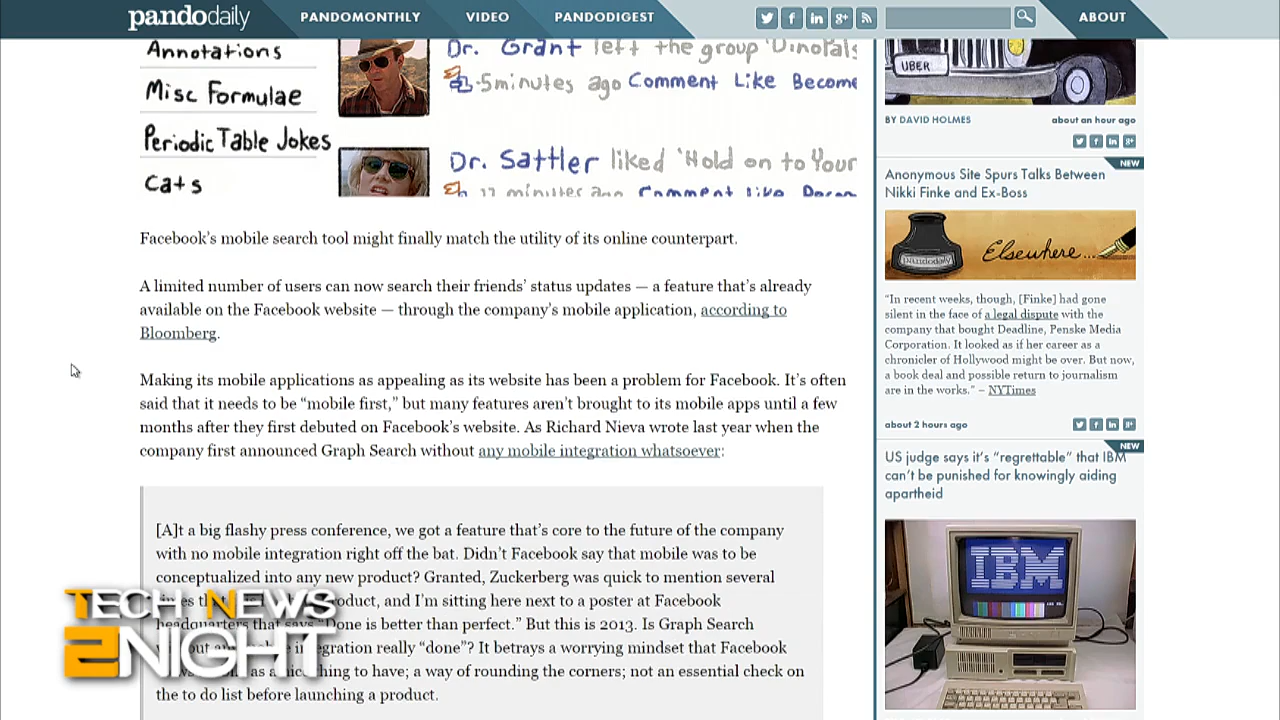 pandodaily
PANDOMONTHLY
VIDEO
PANDODIGEST
ABOUT
Annotations
Misc Formulae
Periodic Table Jokes
Cats
Dr. Grant left the group 'Dinopals
5 minutes ago Comment Like Become
Dr. Sattler liked 'Hold on to Your
Comment Like
Facebook's mobile search tool might finally match the utility of its online counterpart.
A limited number of users can now search their friends' status updates — a feature that's already
available on the Facebook website — through the company's mobile application, according to
Bloomberg.
Making its mobile applications as appealing as its website has been a problem for Facebook. It's often
said that it needs to be “mobile first,” but many features aren't brought to its mobile apps until a few
months after they first debuted on Facebook's website. As Richard Nieva wrote last year when the
company first announced Graph Search without any mobile integration whatsoever:
[A]t a big flashy press conference, we got a feature that's core to the future of the company
with no mobile integration right off the bat. Didn't Facebook say that mobile was to be
conceptualized into any new product? Granted, Zuckerberg was quick to mention several
product, and I'm sitting here next to a poster at Facebook
headquarters that says “Done is better than perfect.” But this is 2013. Is Graph Search
integration really “done”? It betrays a worrying mindset that Facebook
to have; a way of rounding the corners; not an essential check on
the to do list before launching a product.
TECH NEWS
2NIGHT
UBER
BY DAVID HOLMES
about an hour ago
NEW
Anonymous Site Spurs Talks Between
Nikki Finke and Ex-Boss
pandodaily
Elsewhere...
“In recent weeks, though, [Finke] had gone
silent in the face of a legal dispute with the
company that bought Deadline, Penske Media
Corporation. It looked as if her career as a
chronicler of Hollywood might be over. But now,
a book deal and possible return to journalism
are in the works.” – NYTimes
about 2 hours ago
NEW
US judge says it's “regrettable” that IBM
can't be punished for knowingly aiding
apartheid
IBM